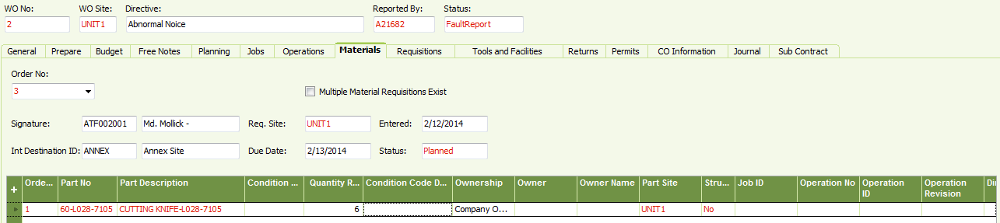 WO No: WO Site: Directive: Reported By: Status:
2 UNIT1 Abnormal Noice A21682 FaultReport
General Prepare Budget Free Notes Planning Jobs Operations Materials Requisitions Tools and Facilities Returns Permits CO Information Journal Sub Contract
Order No:
3 Multiple Material Requisitions Exist
Signature: ATF002001 Md. Mollick - Req. Site: UNIT1 Entered: 2/12/2014
Int Destination ID: ANNEX Annex Site Due Date: 2/13/2014 Status: Planned
Orde... Part No Part Description Condition ... Quantity R... Condition Code D... Ownership Owner Owner Name Part Site Stru... Job ID Operation No Operation ID Operation Revision Di
1 60-L028-7105 CUTTING KNIFE-L028-7105 6 Company O... UNIT1 No